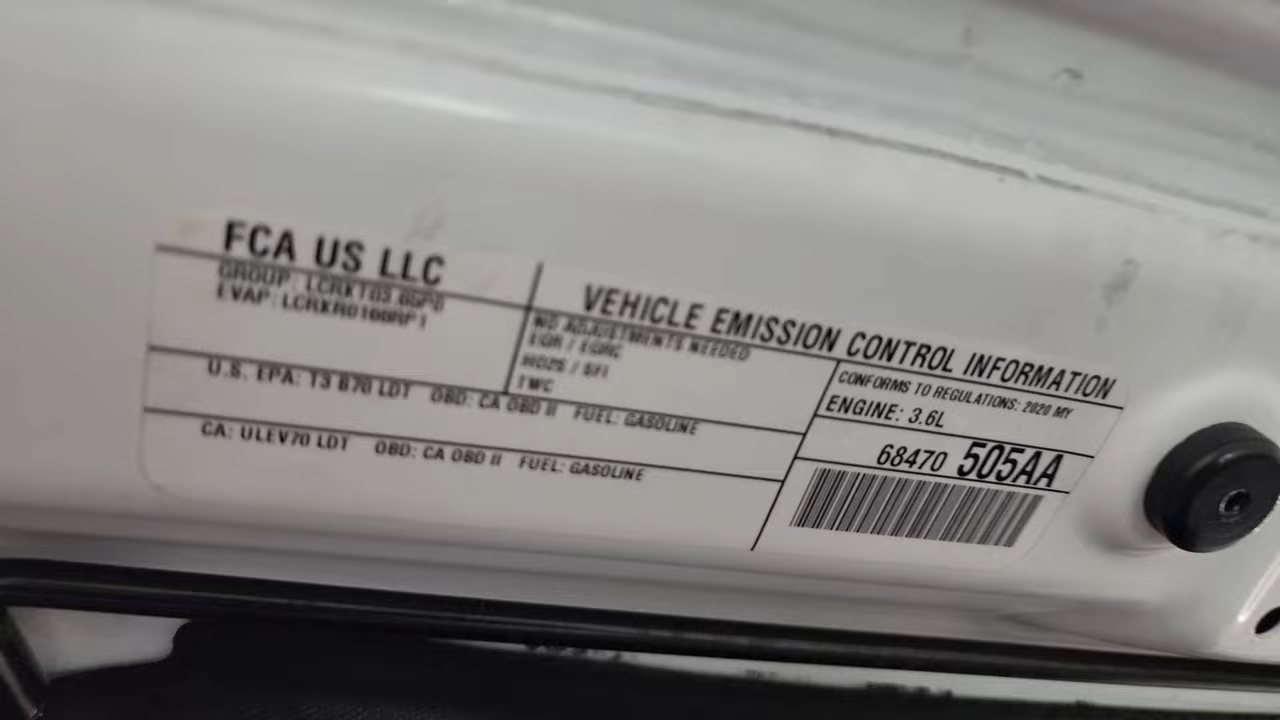 FCA US LLC
VEHICLE EMISSION CONTROL INFORMATION
GROUP: LCRXT03.65P0
EVAP: LCRXR0180RP1
NO ADJUSTMENTS NEEDED
EGR / EGRC
HO2S / SFI
TWC
CONFORMS TO REGULATIONS: 2020 MY
ENGINE: 3.6L
U.S. EPA: T3 B70 LDT OBD: CA OBD II FUEL: GASOLINE
CA: ULEV70 LDT OBD: CA OBD II FUEL: GASOLINE
68470 505AA